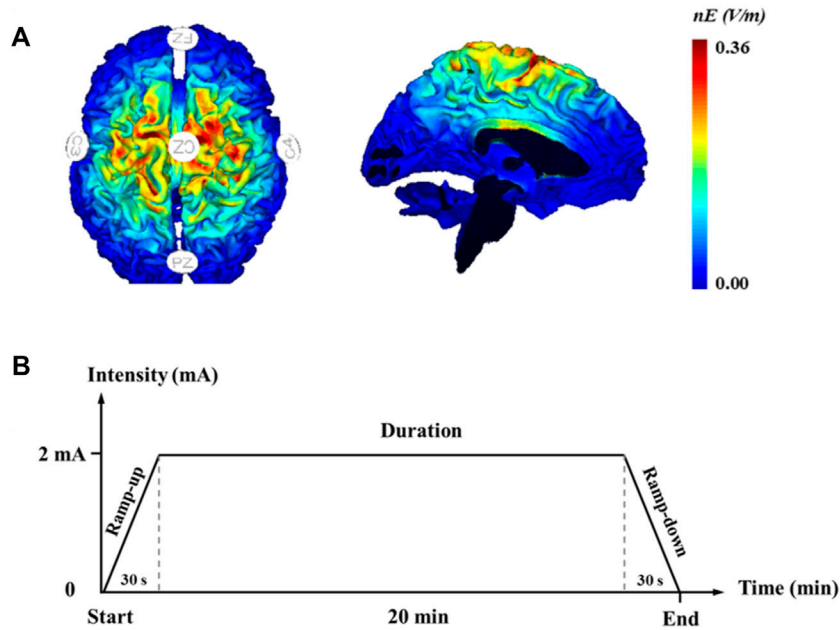 A
nE (V/m)
0.36
0.00
FZ
C3
CZ
C4
PZ
B
Intensity (mA)
2 mA
0
Ramp-up
Duration
Ramp-down
30 s
30 s
Time (min)
Start
20 min
End